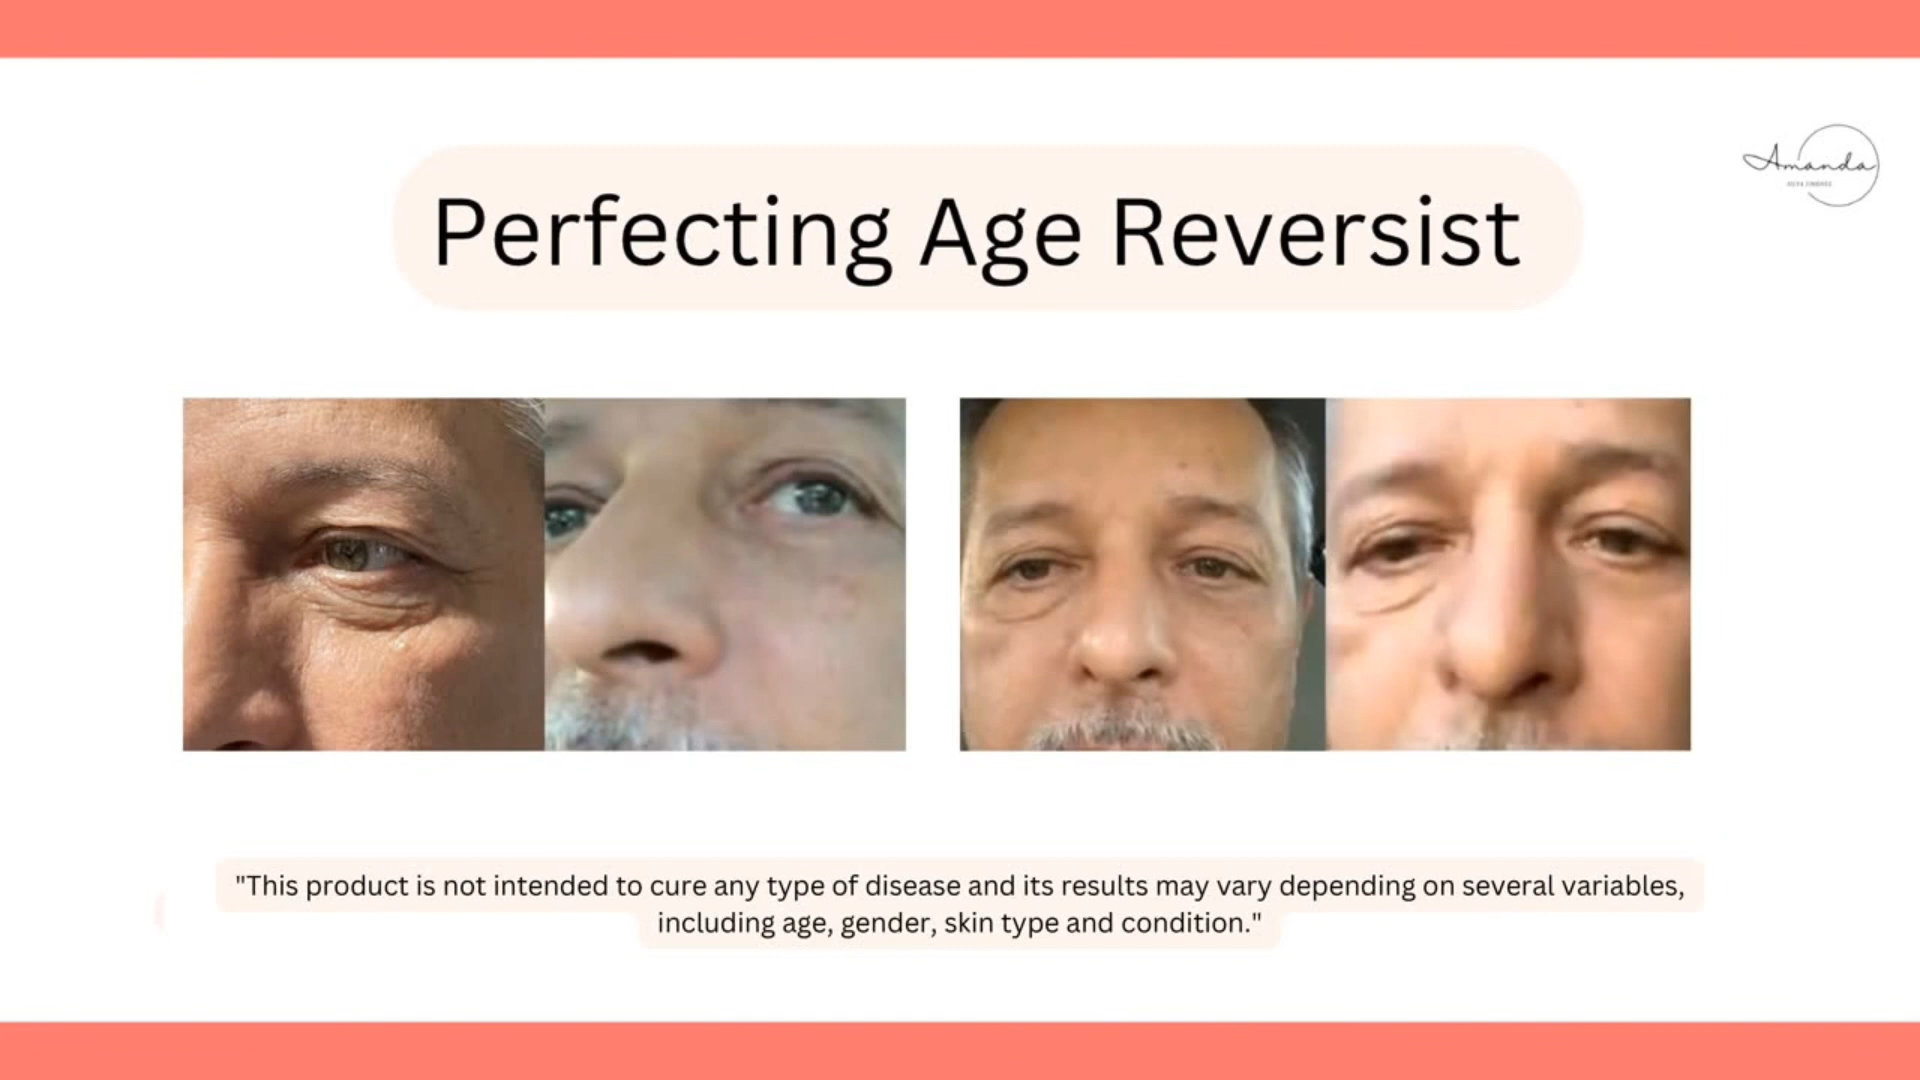 Amanda
Perfecting Age Reversist
"This product is not intended to cure any type of disease and its results may vary depending on several variables,
including age, gender, skin type and condition."